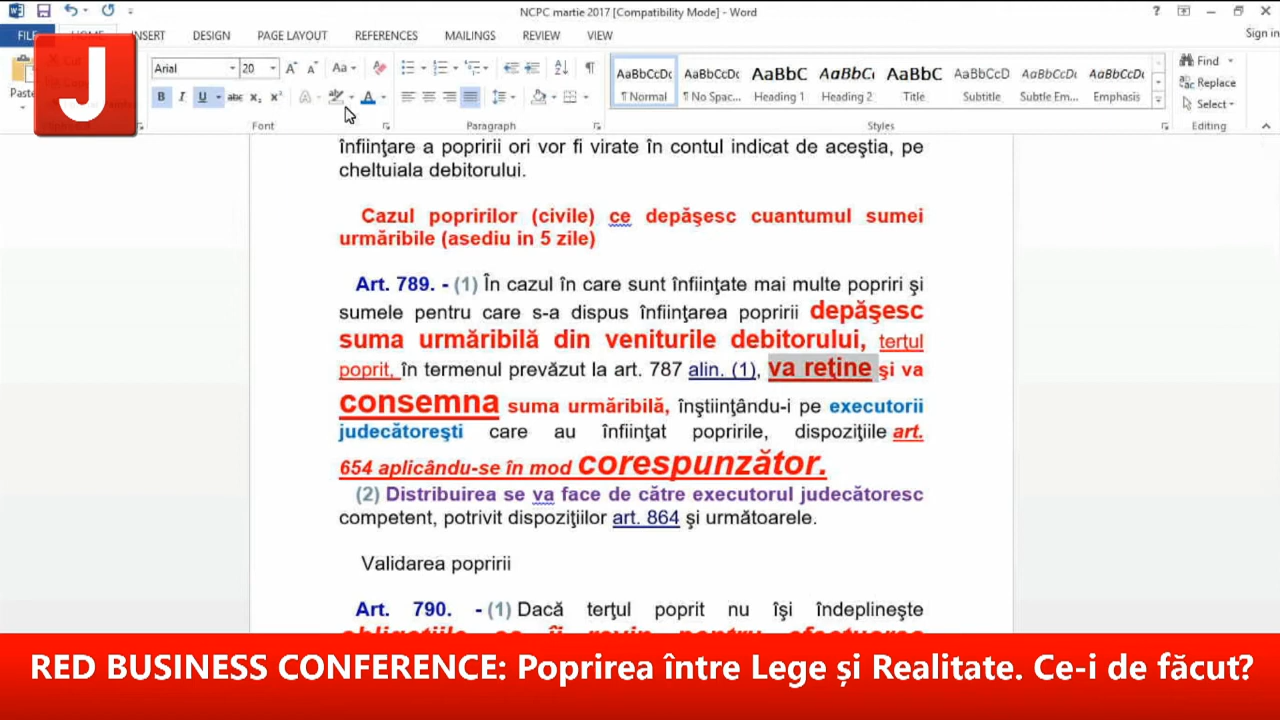 NCPC martie 2017 [Compatibility Mode] - Word
Sign in
FILE HOME INSERT DESIGN PAGE LAYOUT REFERENCES MAILINGS REVIEW VIEW
J
Paste
Arial 20
Find
Replace
Select
AaBbCcDc AaBbCcDc AaBbC AaBbCc AaBbC AaBbCcD AaBbCcDc AaBbCcDc
¶ Normal ¶ No Spac... Heading 1 Heading 2 Title Subtitle Subtle Em... Emphasis
Font Paragraph Styles Editing
înfiinţare a popririi ori vor fi virate în contul indicat de aceştia, pe
cheltuiala debitorului.
Cazul popririlor (civile) ce depăşesc cuantumul sumei
urmăribile (asediu in 5 zile)
Art. 789. - (1) În cazul în care sunt înfiinţate mai multe popriri şi
sumele pentru care s-a dispus înfiinţarea popririi depăşesc
suma urmăribilă din veniturile debitorului, terţul
poprit, în termenul prevăzut la art. 787 alin. (1), va reţine şi va
consemna suma urmăribilă, înştiinţându-i pe executorii
judecătoreşti care au înfiinţat popririle, dispoziţiile art.
654 aplicându-se în mod corespunzător.
(2) Distribuirea se va face de către executorul judecătoresc
competent, potrivit dispoziţiilor art. 864 şi următoarele.
Validarea popririi
Art. 790. - (1) Dacă terţul poprit nu îşi îndeplineşte
obligaţiile ce îi revin pentru efectuarea
RED BUSINESS CONFERENCE: Poprirea între Lege și Realitate. Ce-i de făcut?